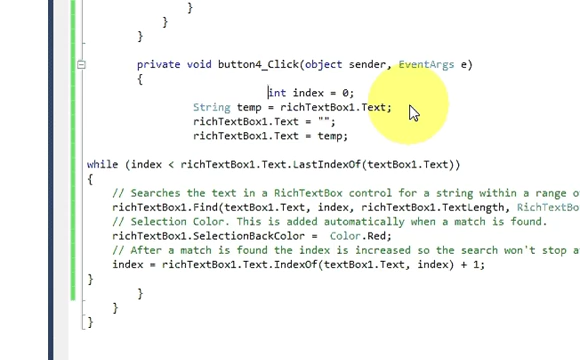 }
}
}
private void button4_Click(object sender, EventArgs e)
{
int index = 0;
String temp = richTextBox1.Text;
richTextBox1.Text = "";
richTextBox1.Text = temp;
while (index < richTextBox1.Text.LastIndexOf(textBox1.Text))
{
// Searches the text in a RichTextBox control for a string within a range of
richTextBox1.Find(textBox1.Text, index, richTextBox1.TextLength, RichTextBo
// Selection Color. This is added automatically when a match is found.
richTextBox1.SelectionBackColor = Color.Red;
// After a match is found the index is increased so the search won't stop a
index = richTextBox1.Text.IndexOf(textBox1.Text, index) + 1;
}
}
}
}